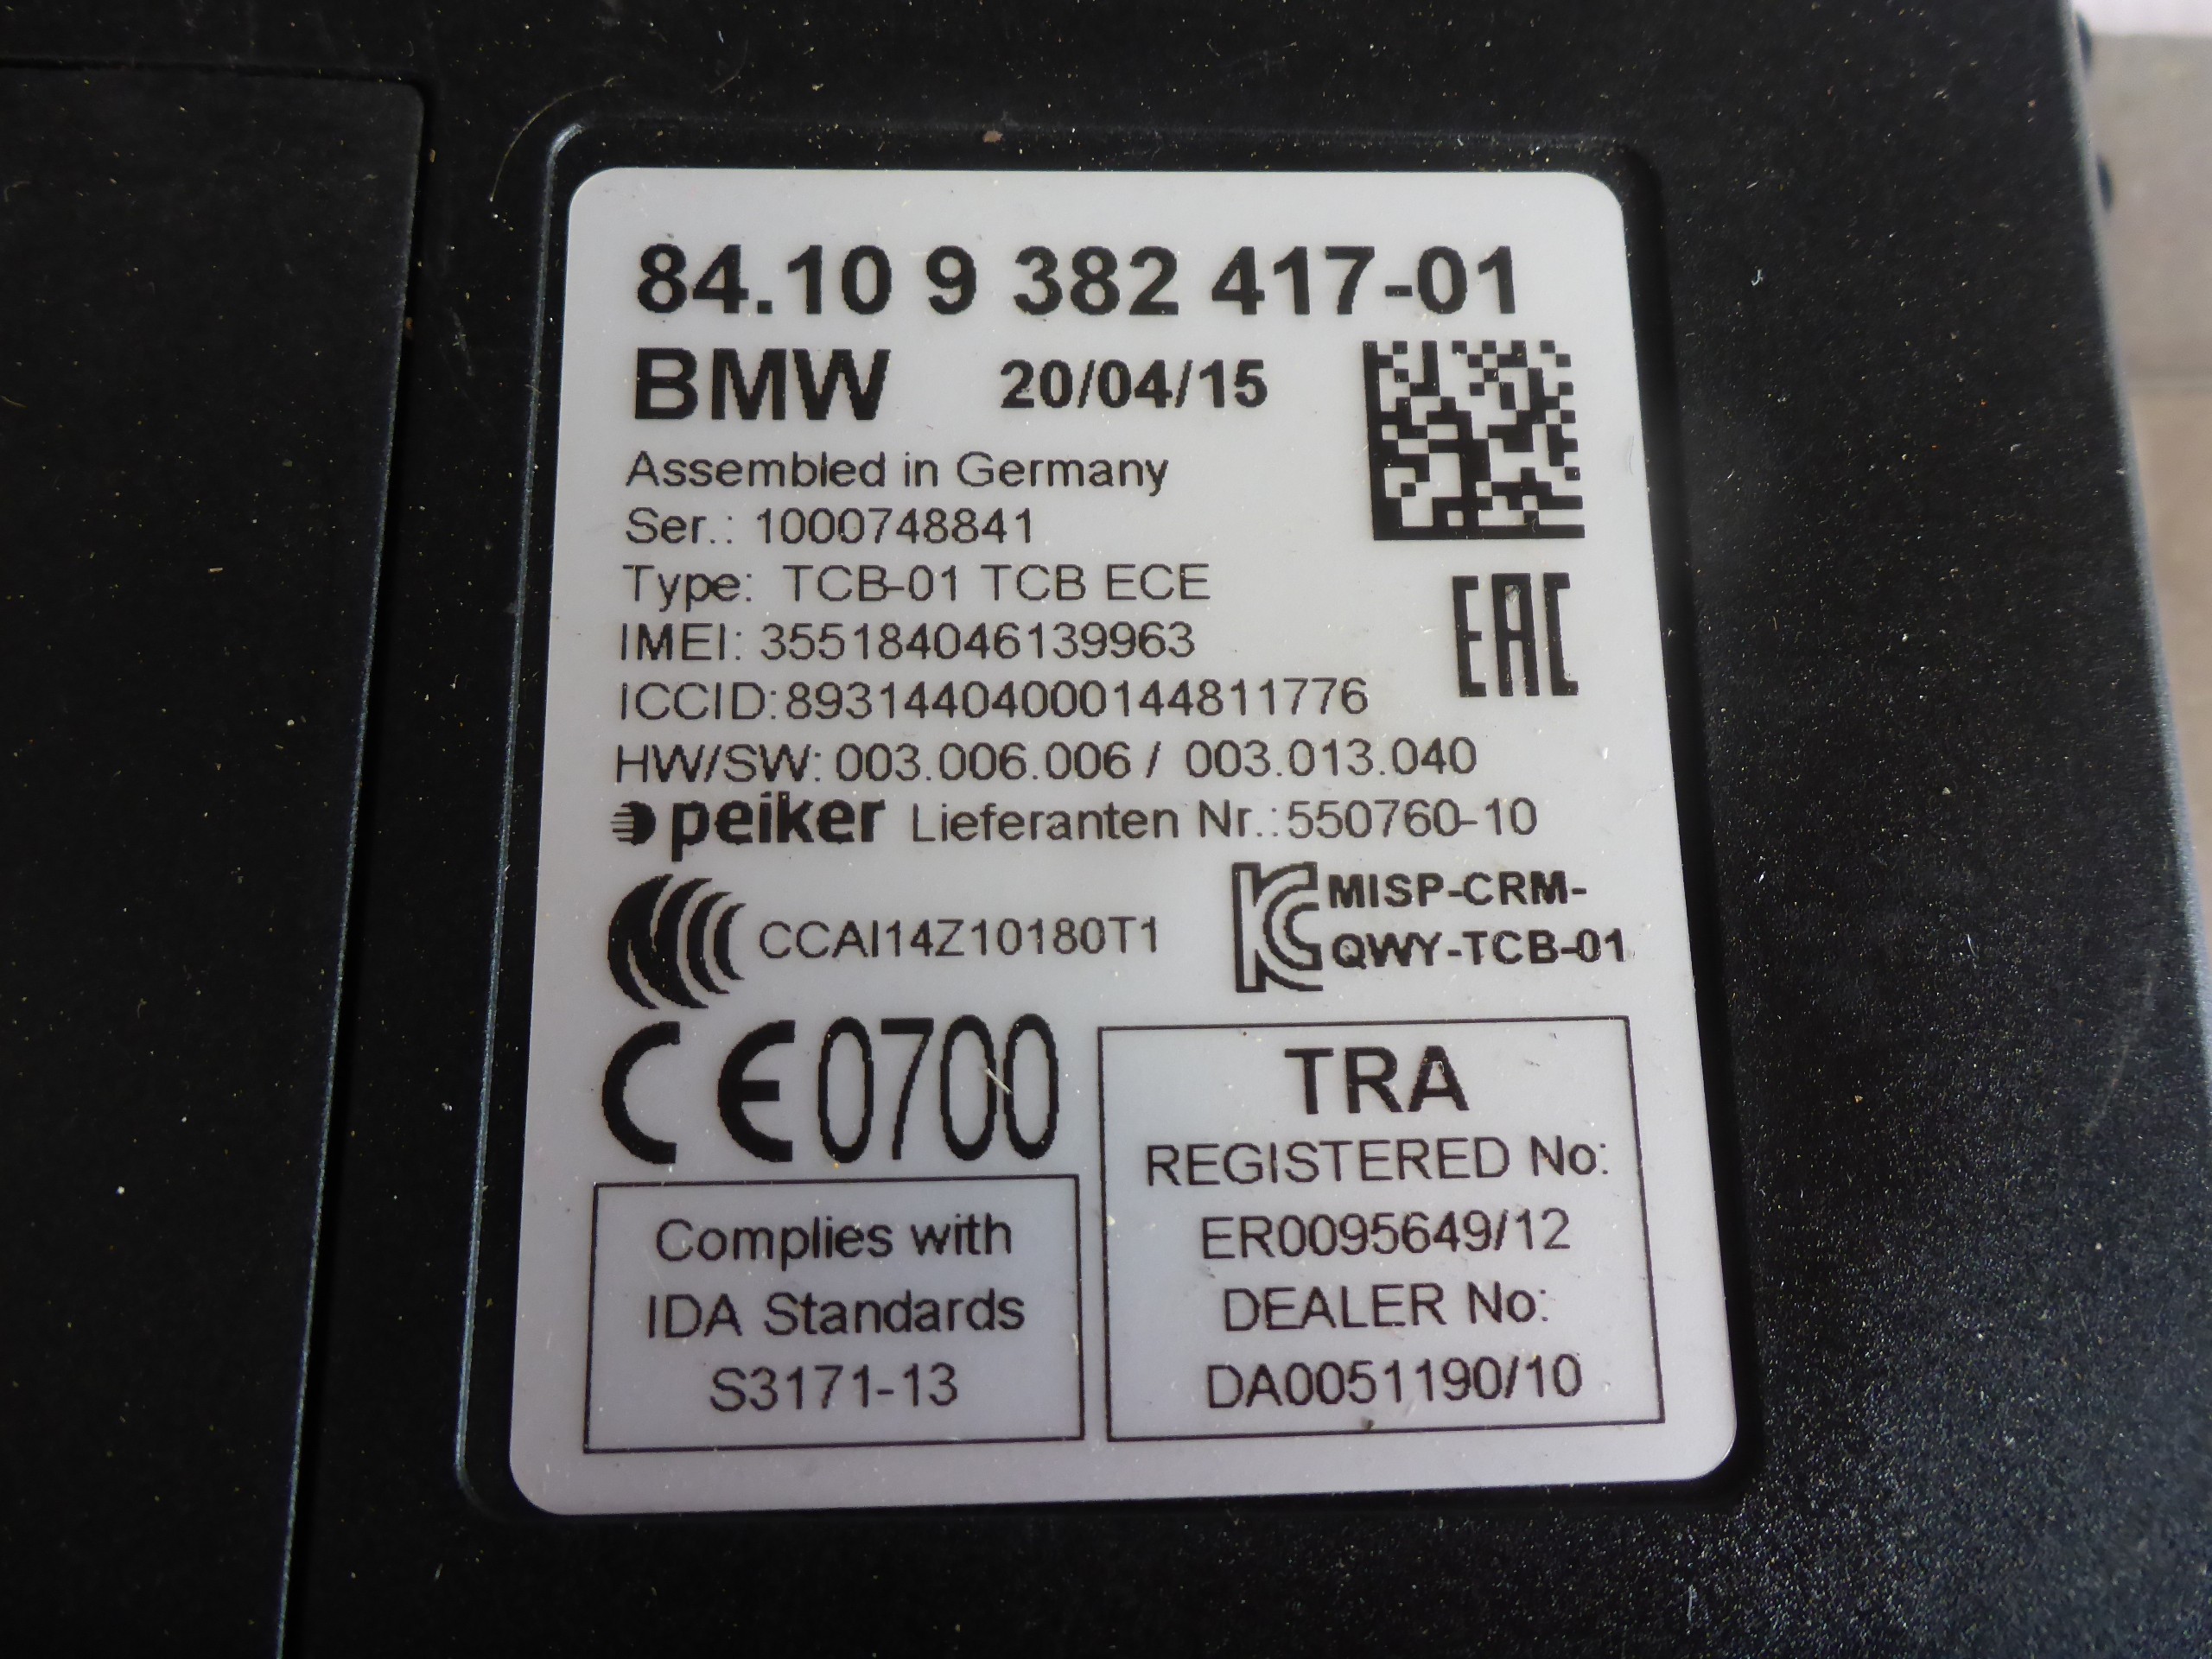 84.10 9 382 417-01
BMW 20/04/15
Assembled in Germany
Ser.: 1000748841
Type: TCB-01 TCB ECE
IMEI: 355184046139963
EAC
ICCID:89314404000144811776
HW/SW: 003.006.006 / 003.013.040
peiker Lieferanten Nr.:550760-10
CCAI14Z10180T1
KC MISP-CRM-
QWY-TCB-01
CE0700
Complies with
IDA Standards
S3171-13
TRA
REGISTERED No:
ER0095649/12
DEALER No:
DA0051190/10